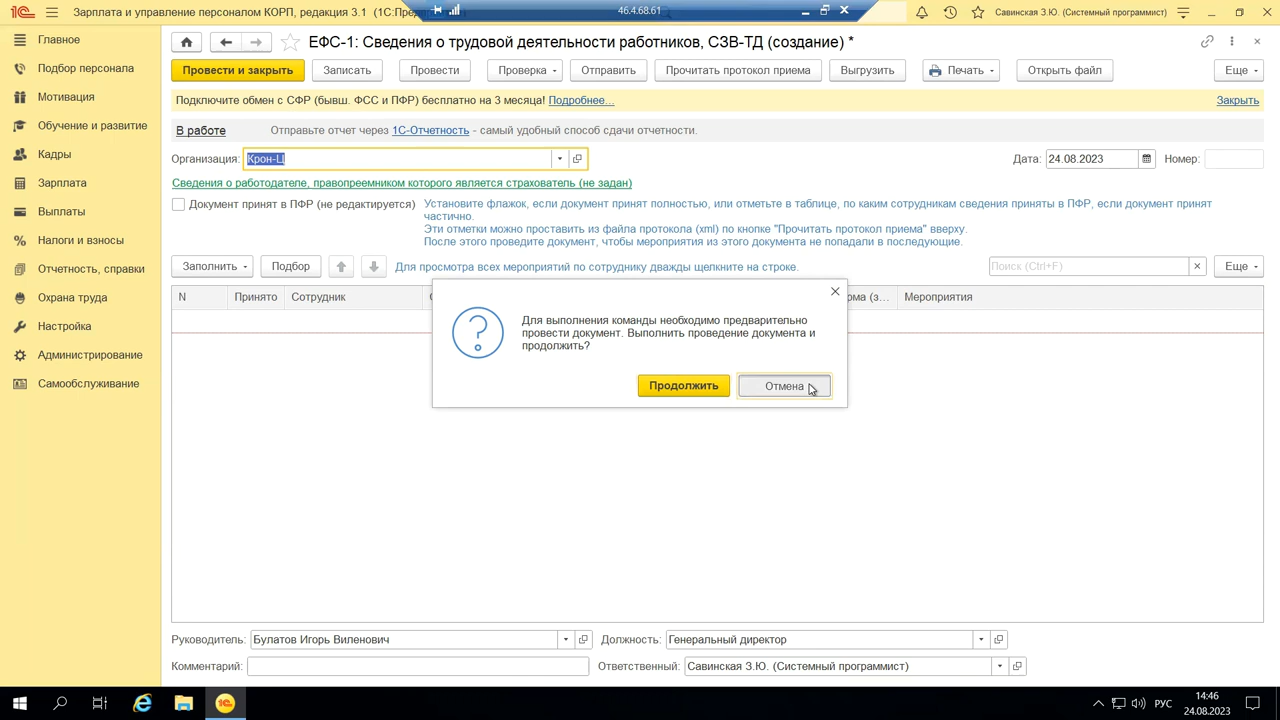 Зарплата и управление персоналом КОРП, редакция 3.1 (1С:Пред
46.4.68.61
Савинская З.Ю. (Системный программист)
Главное
Подбор персонала
Мотивация
Обучение и развитие
Кадры
Зарплата
Выплаты
Налоги и взносы
Отчетность, справки
Охрана труда
Настройка
Администрирование
Самообслуживание
ЕФС-1: Сведения о трудовой деятельности работников, СЗВ-ТД (создание) *
Провести и закрыть Записать Провести Проверка Отправить Прочитать протокол приема Выгрузить Печать Открыть файл Еще
Подключите обмен с СФР (бывш. ФСС и ПФР) бесплатно на 3 месяца! Подробнее... Закрыть
В работе Отправьте отчет через 1С-Отчетность - самый удобный способ сдачи отчетности.
Организация: Крон-Ц Дата: 24.08.2023 Номер:
Сведения о работодателе, правопреемником которого является страхователь (не задан)
Документ принят в ПФР (не редактируется) Установите флажок, если документ принят полностью, или отметьте в таблице, по каким сотрудникам сведения приняты в ПФР, если документ принят
частично.
Эти отметки можно проставить из файла протокола (xml) по кнопке "Прочитать протокол приема" вверху.
После этого проведите документ, чтобы мероприятия из этого документа не попадали в последующие.
Заполнить Подбор Для просмотра всех мероприятий по сотруднику дважды щелкните на строке. Поиск (Ctrl+F) × Еще
N Принято Сотрудник ома (з... Мероприятия
Для выполнения команды необходимо предварительно
провести документ. Выполнить проведение документа и
продолжить?
Продолжить Отмена
Руководитель: Булатов Игорь Виленович Должность: Генеральный директор
Комментарий: Ответственный: Савинская З.Ю. (Системный программист)
РУС
14:46
24.08.2023